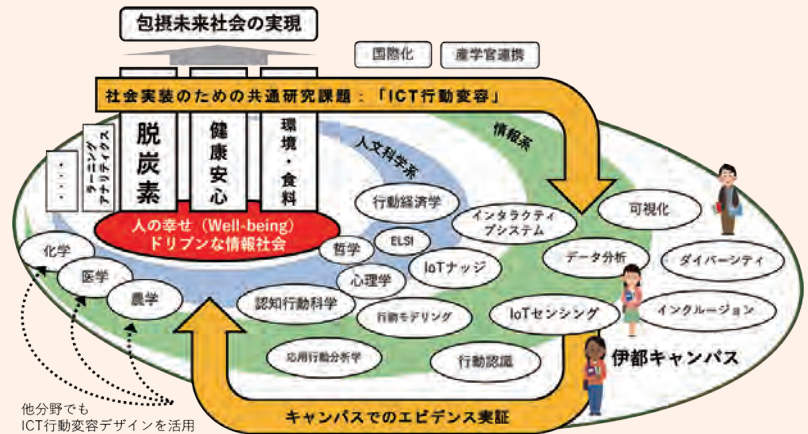 包摂未来社会の実現
国際化
産学官連携
社会実装のための共通研究課題：「ICT行動変容」
・・・・
ラーニング
アナリティクス
脱炭素
健康安心
環境・食料
人文科学系
情報系
人の幸せ（Well-being）
ドリブンな情報社会
行動経済学
インタラクティ
ブシステム
可視化
哲学
ELSI
IoTナッジ
データ分析
ダイバーシティ
化学
医学
農学
心理学
認知行動科学
行動モデリング
IoTセンシング
インクルージョン
応用行動分析学
行動認識
伊都キャンパス
キャンパスでのエビデンス実証
他分野でも
ICT行動変容デザインを活用